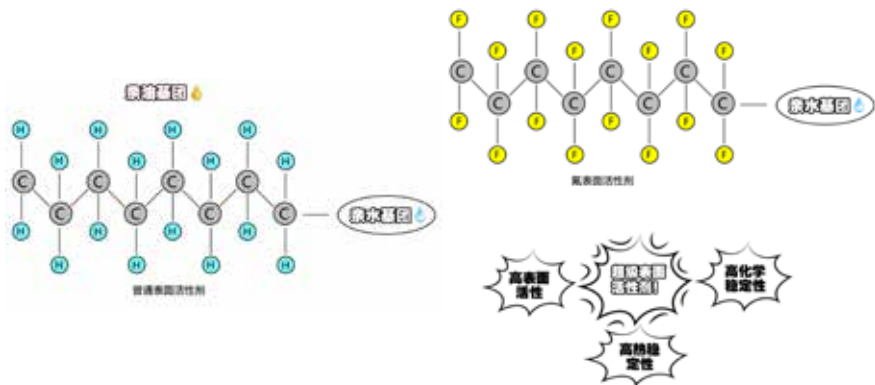 亲油基团
H H H H
H H H H
C C C C
C C C C
亲水基团
H H H H
H H H H
普通表面活性剂
F F F F
F F F F
C C C C
C C C C
亲水基团
F F F F
F F F F
氟表面活性剂
高表面
活性
超级表面
活性剂!
高化学
稳定性
高热稳
定性